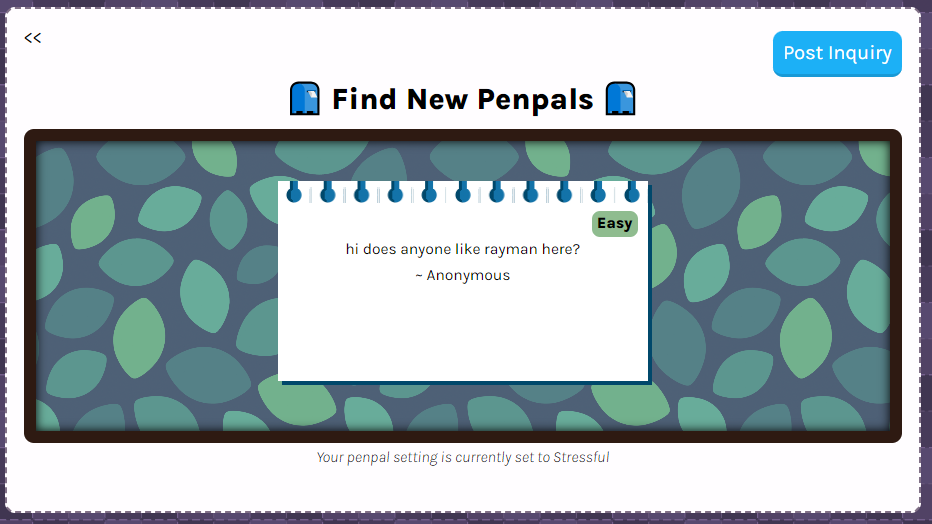 <<
Post Inquiry
Find New Penpals
Easy
hi does anyone like rayman here?
~ Anonymous
Your penpal setting is currently set to Stressful